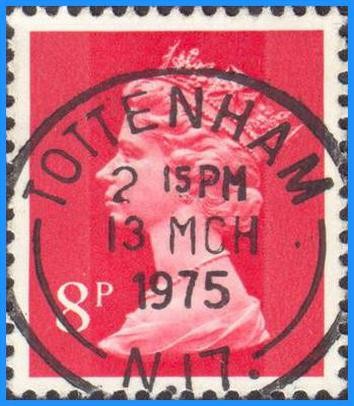 TOTTENHAM
2 15PM
13 MCH
1975
8P
N.17.